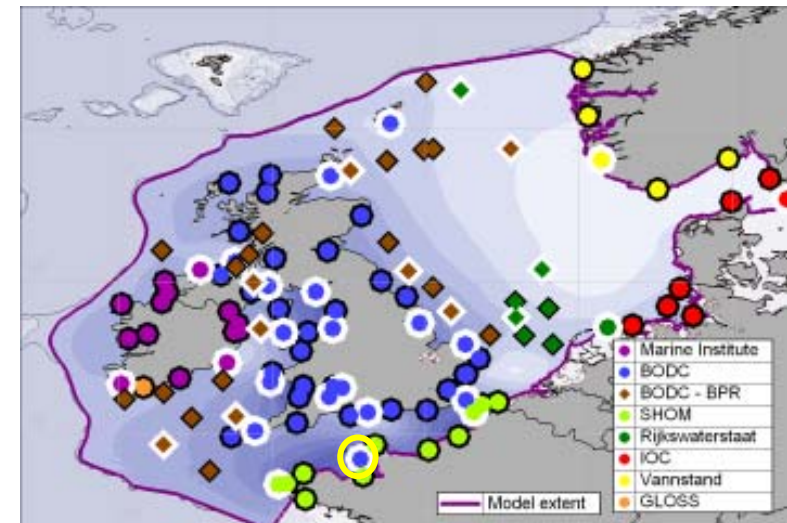 Marine Institute
BODC
BODC - BPR
SHOM
Rijkswaterstaat
IOC
Vannstand
GLOSS
Model extent